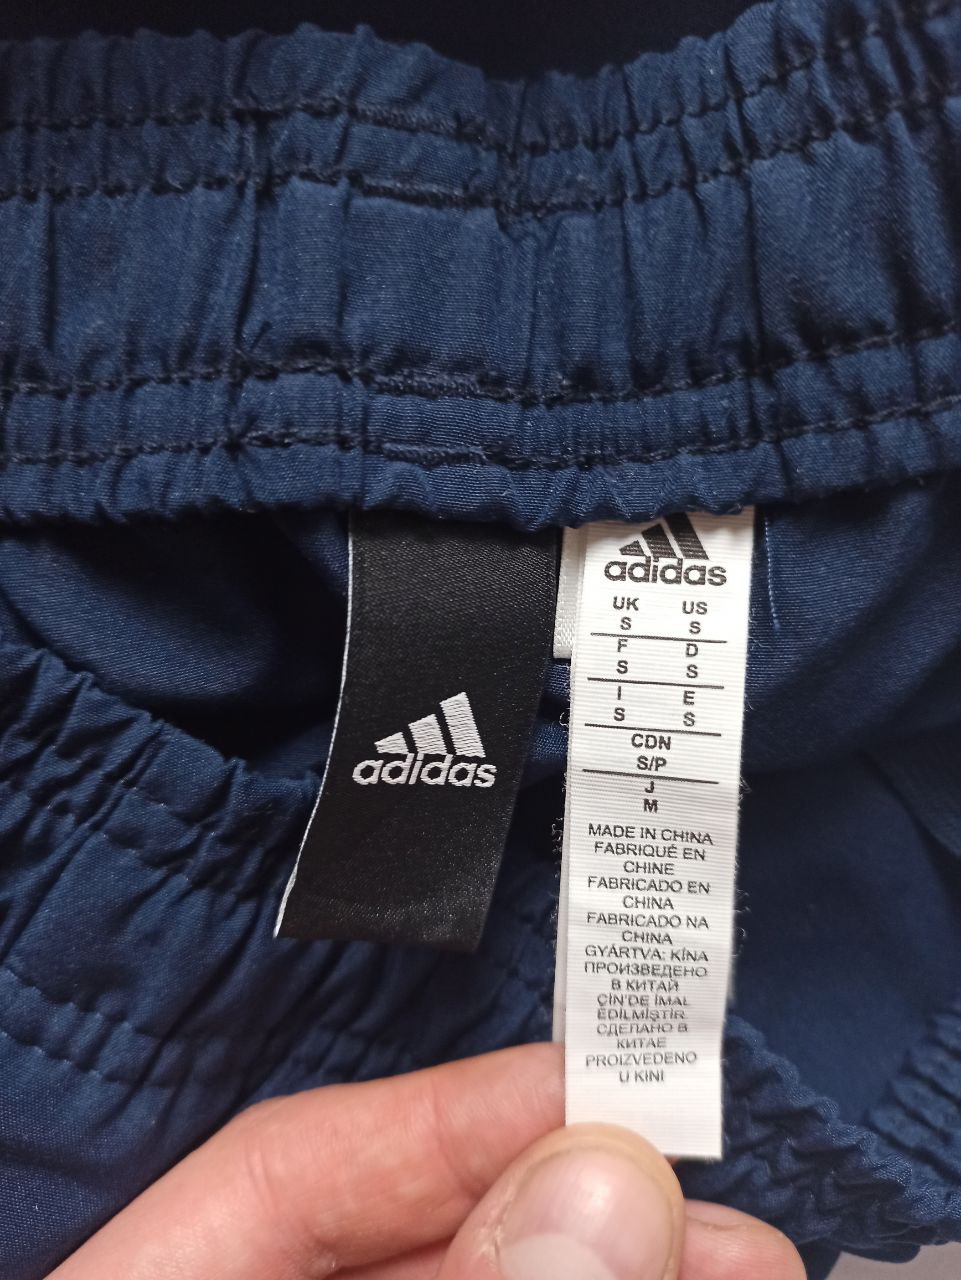 adidas
adidas
UK US
S S
F D
S S
I E
S S
CDN
S/P
J
M
MADE IN CHINA
FABRIQUÉ EN
CHINE
FABRICADO EN
CHINA
FABRICADO NA
CHINA
GYÁRTVA: KÍNA
ПРОИЗВЕДЕНО
В КИТАЙ
ÇİN'DE İMAL
EDİLMİŞTİR.
СДЕЛАНО В
КИТАЕ
PROIZVEDENO
U KINI